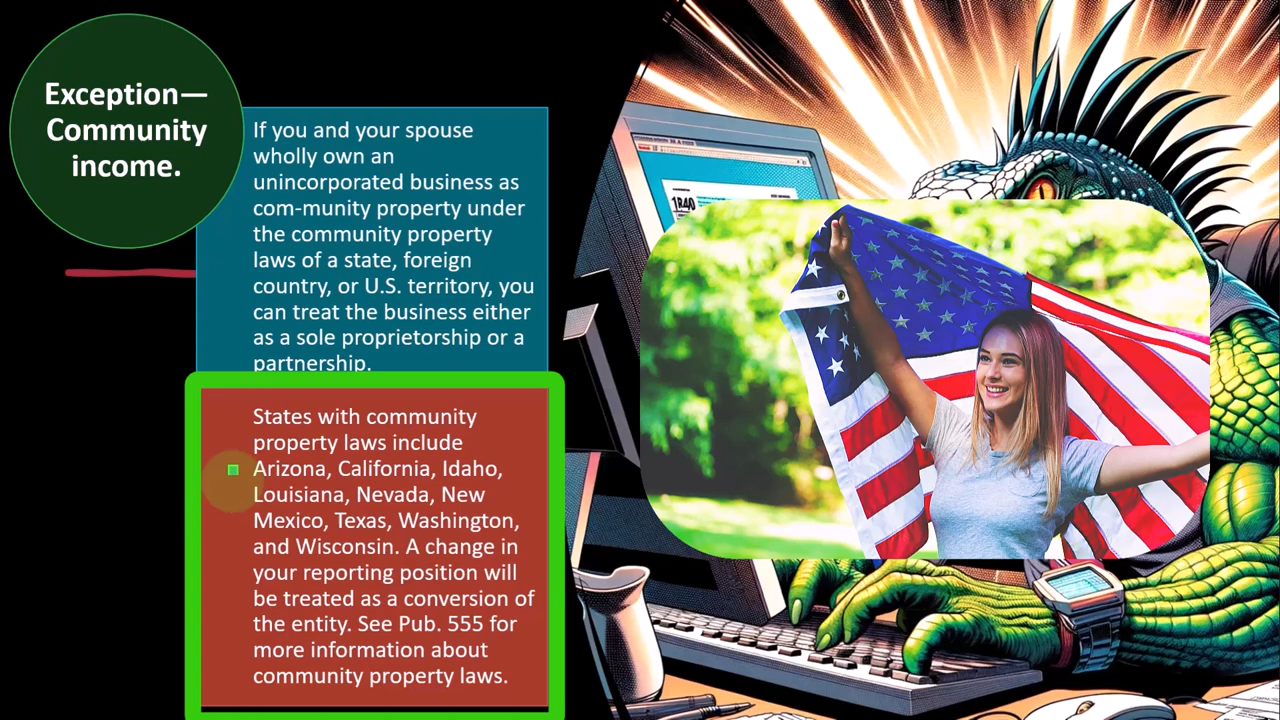 Exception—
Community
income.
If you and your spouse
wholly own an
unincorporated business as
com-munity property under
the community property
laws of a state, foreign
country, or U.S. territory, you
can treat the business either
as a sole proprietorship or a
partnership.
States with community
property laws include
Arizona, California, Idaho,
Louisiana, Nevada, New
Mexico, Texas, Washington,
and Wisconsin. A change in
your reporting position will
be treated as a conversion of
the entity. See Pub. 555 for
more information about
community property laws.